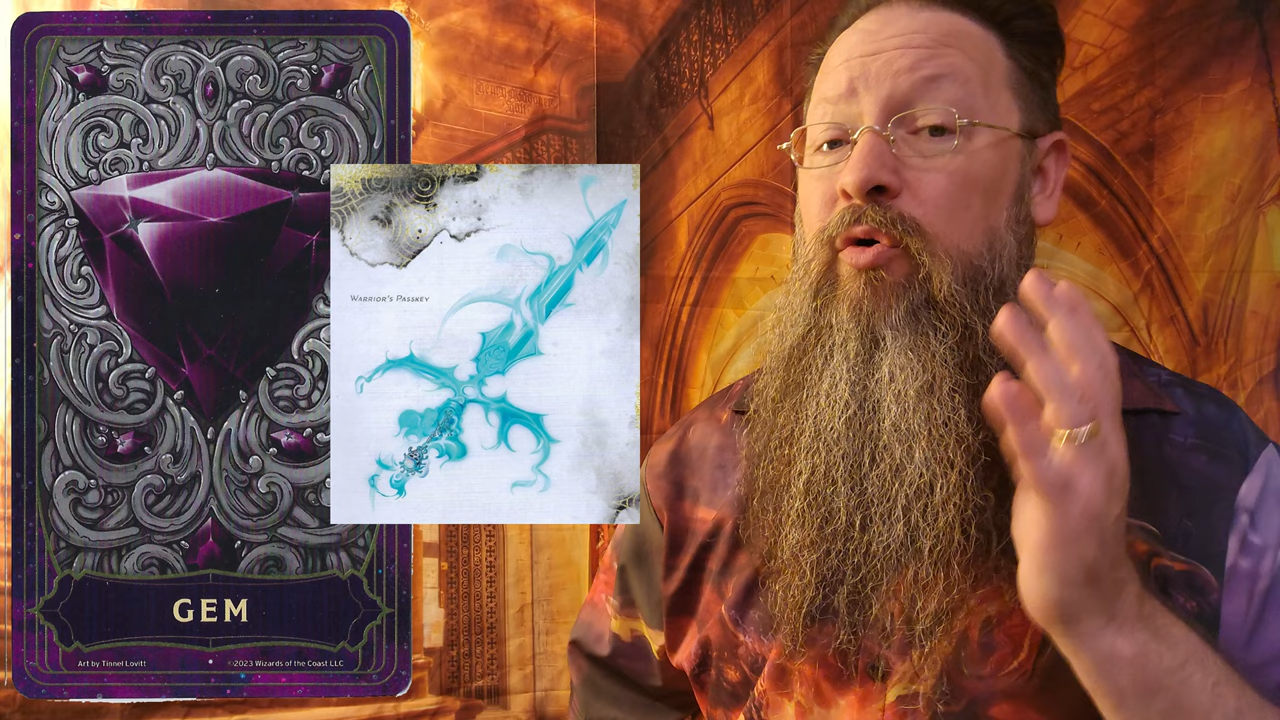 WARRIOR'S PASSKEY
GEM
Art by Tinnel Lovitt
©2023 Wizards of the Coast LLC